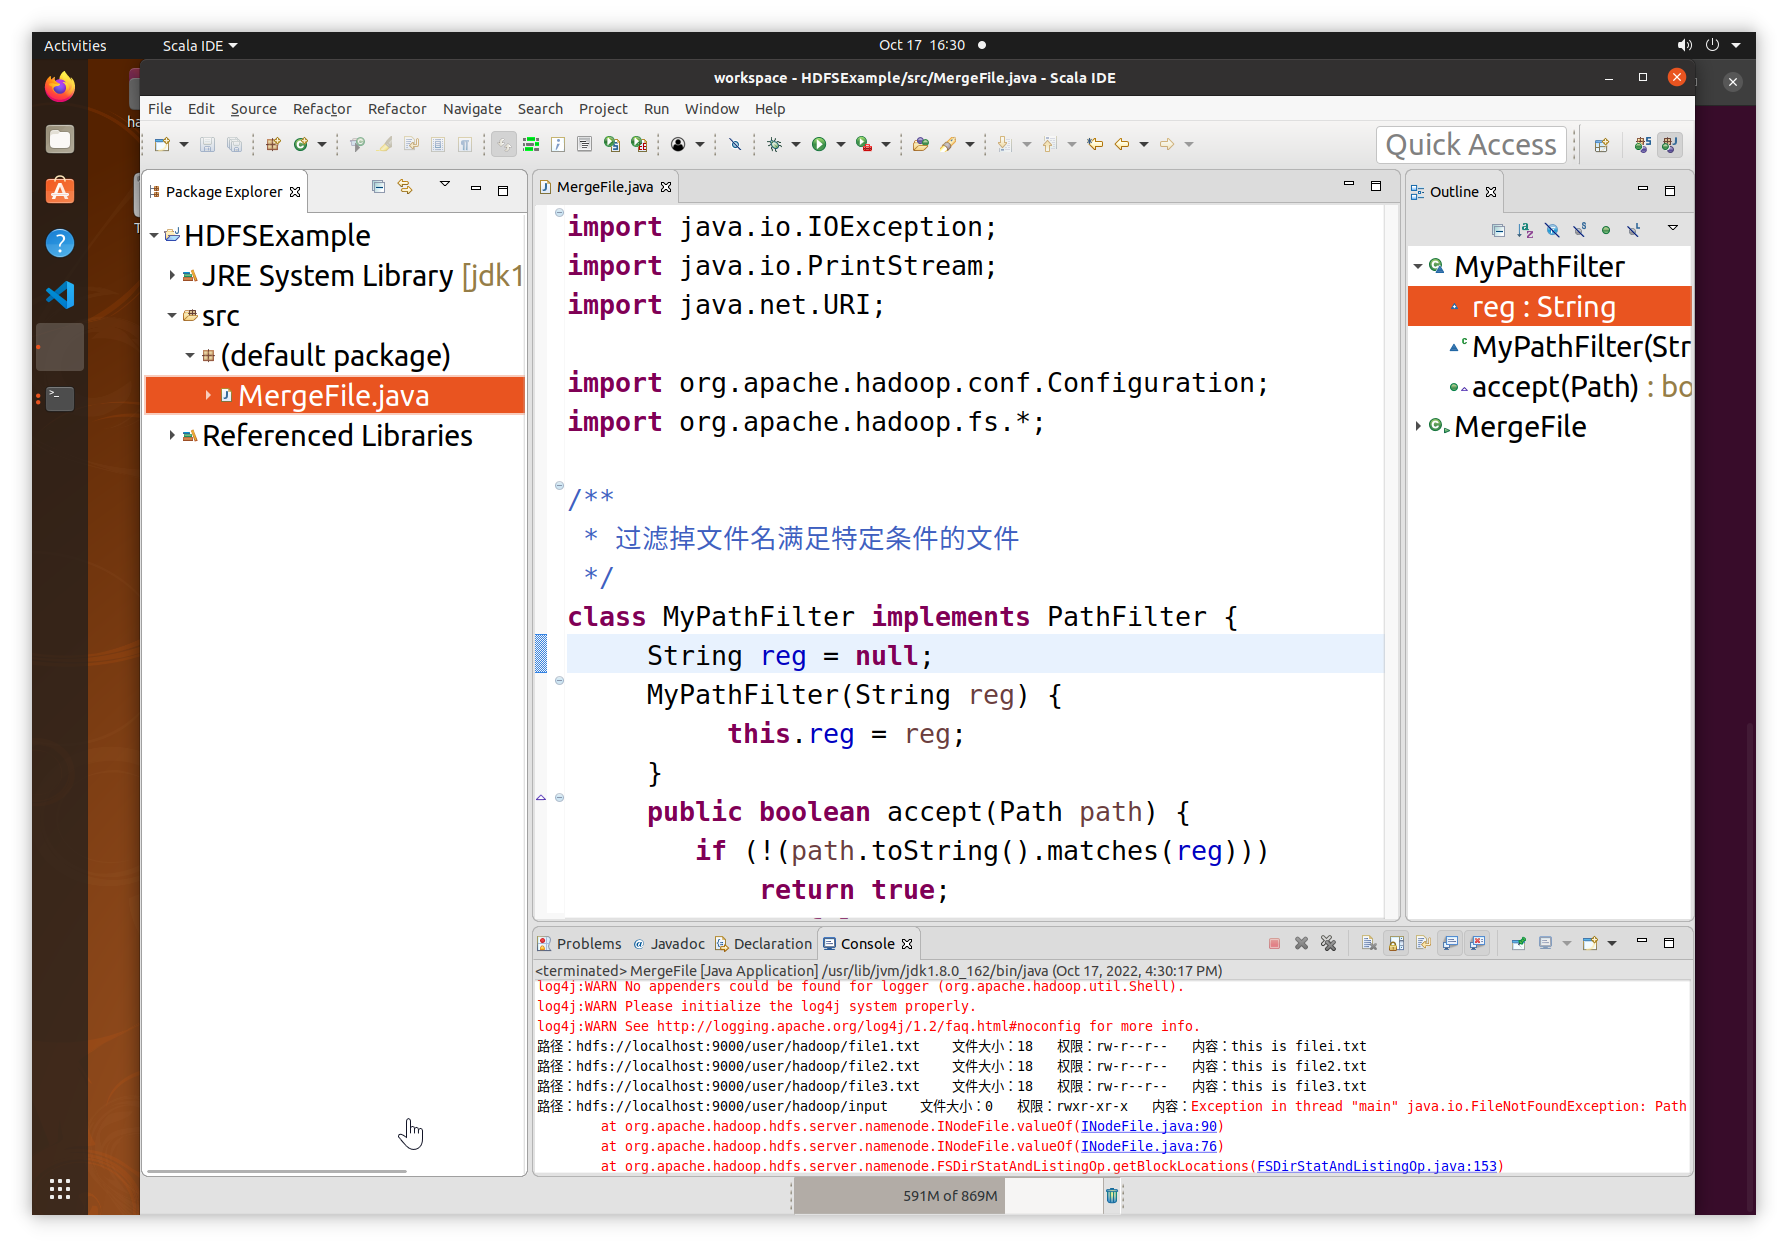 Activities
Scala IDE
Oct 17 16:30
workspace - HDFSExample/src/MergeFile.java - Scala IDE
File Edit Source Refactor Refactor Navigate Search Project Run Window Help
Quick Access
Package Explorer
HDFSExample
JRE System Library [jdk1
src
(default package)
MergeFile.java
Referenced Libraries
MergeFile.java
import java.io.IOException;
import java.io.PrintStream;
import java.net.URI;
import org.apache.hadoop.conf.Configuration;
import org.apache.hadoop.fs.*;
/**
 * 过滤掉文件名满足特定条件的文件
 */
class MyPathFilter implements PathFilter {
String reg = null;
MyPathFilter(String reg) {
this.reg = reg;
}
public boolean accept(Path path) {
if (!(path.toString().matches(reg)))
return true;
Outline
MyPathFilter
reg : String
MyPathFilter(Str
accept(Path) : bo
MergeFile
Problems @ Javadoc Declaration Console
<terminated> MergeFile [Java Application] /usr/lib/jvm/jdk1.8.0_162/bin/java (Oct 17, 2022, 4:30:17 PM)
log4j:WARN No appenders could be found for logger (org.apache.hadoop.util.Shell).
log4j:WARN Please initialize the log4j system properly.
log4j:WARN See http://logging.apache.org/log4j/1.2/faq.html#noconfig for more info.
路径：hdfs://localhost:9000/user/hadoop/file1.txt 文件大小：18 权限：rw-r--r-- 内容：this is filei.txt
路径：hdfs://localhost:9000/user/hadoop/file2.txt 文件大小：18 权限：rw-r--r-- 内容：this is file2.txt
路径：hdfs://localhost:9000/user/hadoop/file3.txt 文件大小：18 权限：rw-r--r-- 内容：this is file3.txt
路径：hdfs://localhost:9000/user/hadoop/input 文件大小：0 权限：rwxr-xr-x 内容：Exception in thread "main" java.io.FileNotFoundException: Path
at org.apache.hadoop.hdfs.server.namenode.INodeFile.valueOf(INodeFile.java:90)
at org.apache.hadoop.hdfs.server.namenode.INodeFile.valueOf(INodeFile.java:76)
at org.apache.hadoop.hdfs.server.namenode.FSDirStatAndListingOp.getBlockLocations(FSDirStatAndListingOp.java:153)
591M of 869M